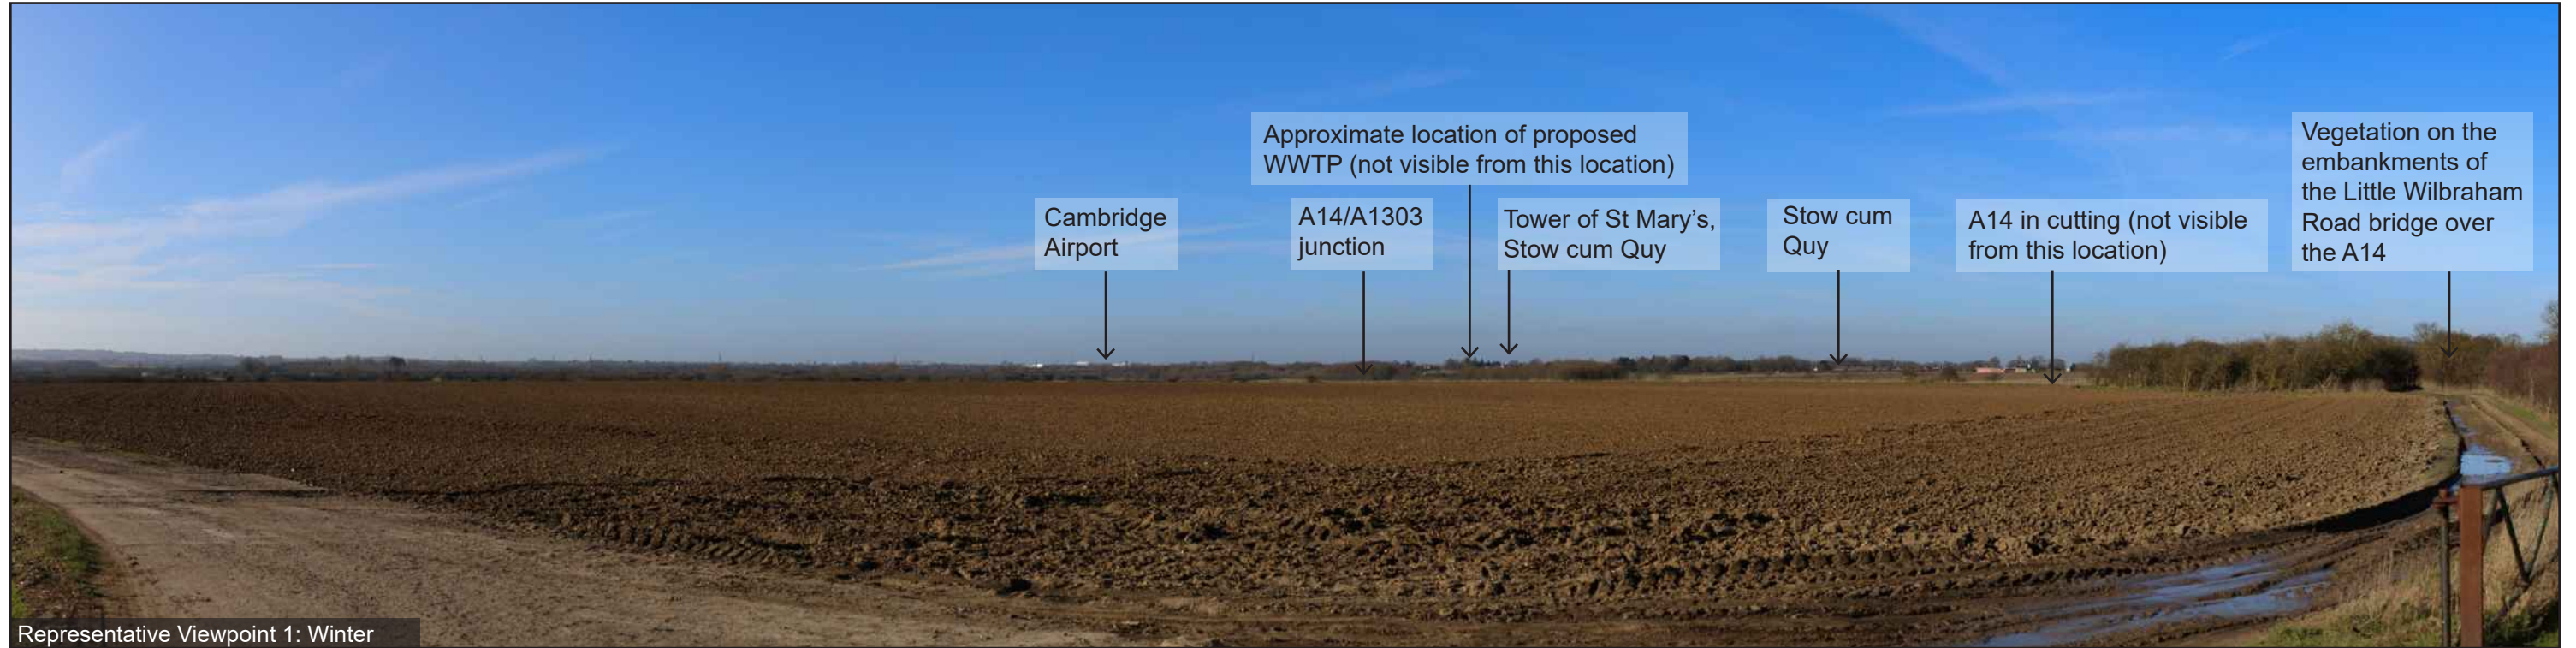 Approximate location of proposed
WWTP (not visible from this location)
Vegetation on the
embankments of
the Little Wilbraham
Road bridge over
the A14
Cambridge
Airport
A14/A1303
junction
Tower of St Mary’s,
Stow cum Quy
Stow cum
Quy
A14 in cutting (not visible
from this location)
Representative Viewpoint 1: Winter